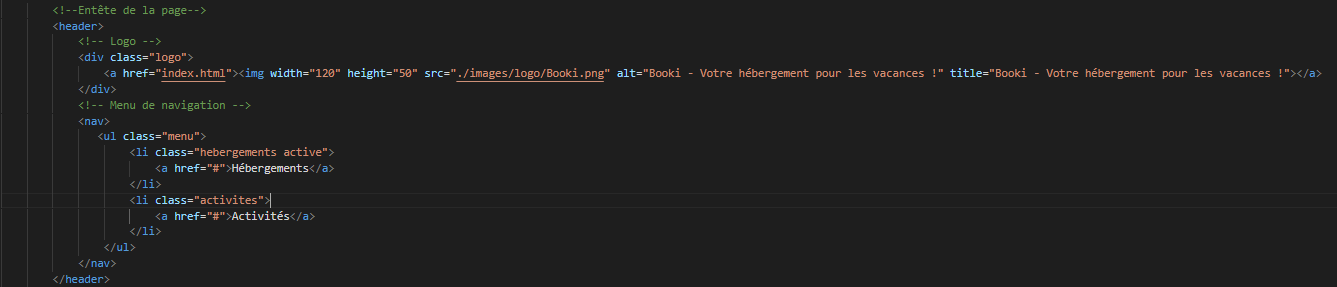 <!--Entête de la page-->
<header>
<!-- Logo -->
<div class="logo">
<a href="index.html"><img width="120" height="50" src="./images/logo/Booki.png" alt="Booki - Votre hébergement pour les vacances !" title="Booki - Votre hébergement pour les vacances !"></a>
</div>
<!-- Menu de navigation -->
<nav>
<ul class="menu">
<li class="hebergements active">
<a href="#">Hébergements</a>
</li>
<li class="activites">
<a href="#">Activités</a>
</li>
</ul>
</nav>
</header>